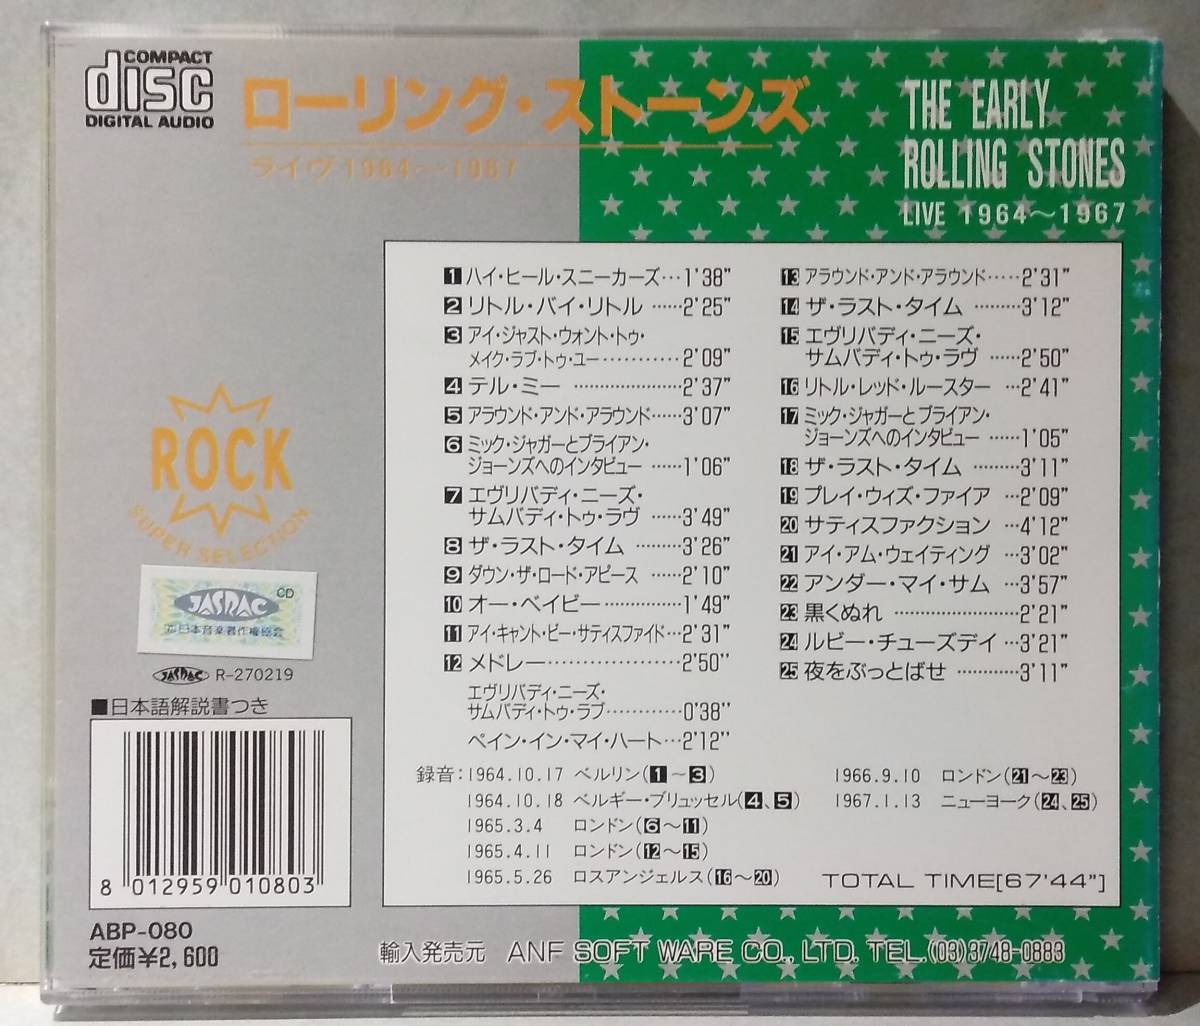 COMPACT
disc
DIGITAL AUDIO
ローリング・ストーンズ
ライヴ 1964〜1967
THE EARLY
ROLLING STONES
LIVE 1964〜1967
1 ハイ・ヒール・スニーカーズ…1'38"
2 リトル・バイ・リトル ……2'25"
3 アイ・ジャスト・ウォント・トゥ・
メイク・ラブ・トゥ・ユー…………2'09"
4 テル・ミー …………………2'37"
5 アラウンド・アンド・アラウンド……3'07"
6 ミック・ジャガーとブライアン・
ジョーンズへのインタビュー ……1'06"
7 エヴリバディ・ニーズ・
サムバディ・トゥ・ラヴ ……3'49"
8 ザ・ラスト・タイム ………3'26"
9 ダウン・ザ・ロード・アピース ……2'10"
10 オー・ベイビー……………1'49"
11 アイ・キャント・ビー・サティスファイド…2'31"
12 メドレー……………………2'50"
エヴリバディ・ニーズ・
サムバディ・トゥ・ラブ…………0'38"
ペイン・イン・マイ・ハート…2'12"
13 アラウンド・アンド・アラウンド……2'31"
14 ザ・ラスト・タイム ………3'12"
15 エヴリバディ・ニーズ・
サムバディ・トゥ・ラヴ ……2'50"
16 リトル・レッド・ルースター …2'41"
17 ミック・ジャガーとブライアン・
ジョーンズへのインタビュー ……1'05"
18 ザ・ラスト・タイム ………3'11"
19 プレイ・ウィズ・ファイア …2'09"
20 サティスファクション …4'12"
21 アイ・アム・ウェイティング …3'02"
22 アンダー・マイ・サム …3'57"
23 黒くぬれ ……………………2'21"
24 ルビー・チューズデイ …3'21"
25 夜をぶっとばせ …………3'11"
録音：1964.10.17 ベルリン（1〜3）
1964.10.18 ベルギー・ブリュッセル（4、5）
1965.3.4 ロンドン（6〜11）
1965.4.11 ロンドン（12〜15）
1965.5.26 ロスアンジェルス（16〜20）
1966.9.10 ロンドン（21〜23）
1967.1.13 ニューヨーク（24、25）
TOTAL TIME[67'44"]
ROCK
SUPER SELECTION
CD
JASRAC
㈳日本音楽著作権協会
JASRAC R-270219
■日本語解説書つき
8 012959 010803
ABP-080
定価¥2,600
輸入発売元 ANF SOFT WARE CO., LTD. TEL.(03)3748-0883